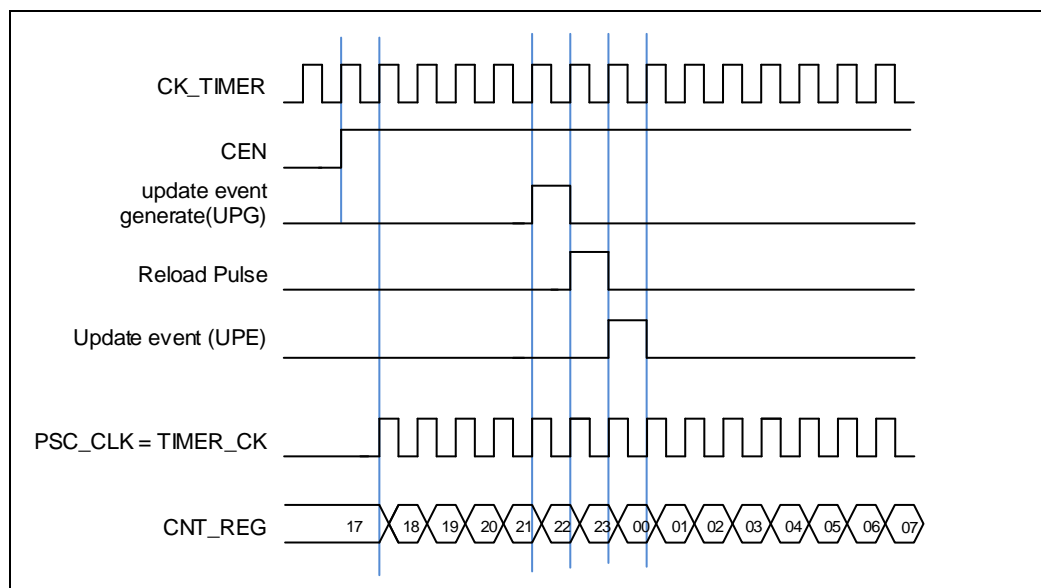 CK_TIMER
CEN
update event
generate(UPG)
Reload Pulse
Update event (UPE)
PSC_CLK = TIMER_CK
CNT_REG 17 18 19 20 21 22 23 00 01 02 03 04 05 06 07